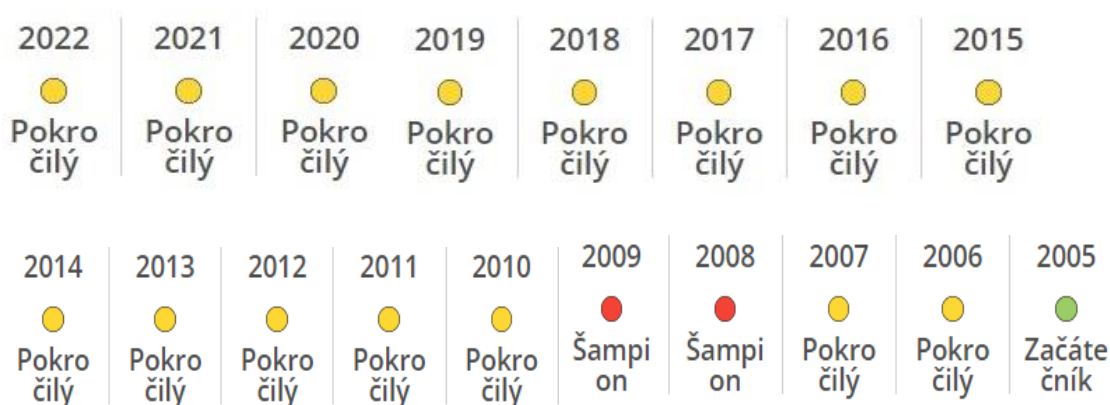 2022 2021 2020 2019 2018 2017 2016 2015
Pokro Pokro Pokro Pokro Pokro Pokro Pokro Pokro
čilý čilý čilý čilý čilý čilý čilý čilý
2014 2013 2012 2011 2010 2009 2008 2007 2006 2005
Pokro Pokro Pokro Pokro Pokro Šampi Šampi Pokro Pokro Začáte
čilý čilý čilý čilý čilý on on čilý čilý čník